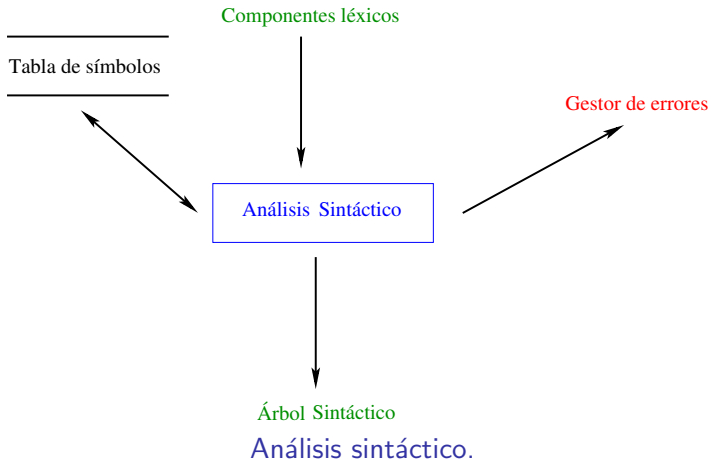 Componentes léxicos
Tabla de símbolos
Gestor de errores
Análisis Sintáctico
Árbol Sintáctico
Análisis sintáctico.